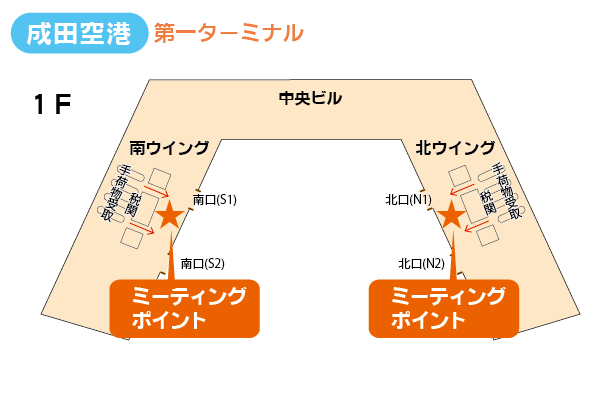 成田空港 第一ターミナル
1F
中央ビル
南ウイング
北ウイング
手荷物受取
税関
南口(S1)
南口(S2)
北口(N1)
北口(N2)
税関
手荷物受取
ミーティング
ポイント
ミーティング
ポイント